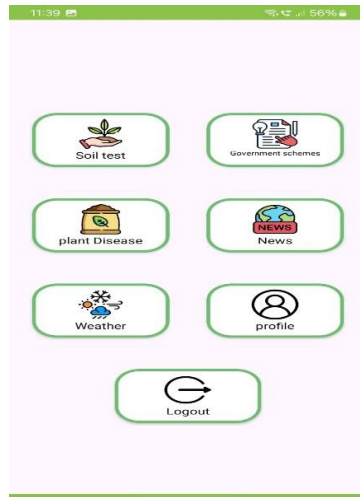 11:39 56%
Soil test Government schemes
plant Disease NEWS
News
Weather profile
Logout